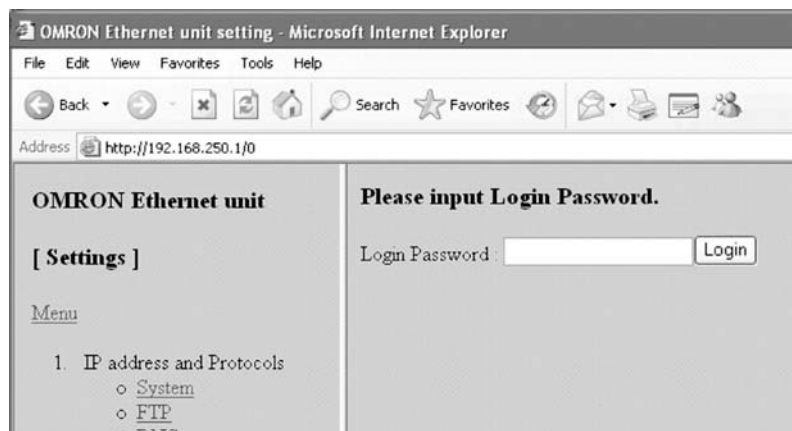 OMRON Ethernet unit setting - Microsoft Internet Explorer
File Edit View Favorites Tools Help
Back Search Favorites
Address http://192.168.250.1/0
OMRON Ethernet unit
[ Settings ]
Menu
1. IP address and Protocols
System
FTP
Please input Login Password.
Login Password : Login